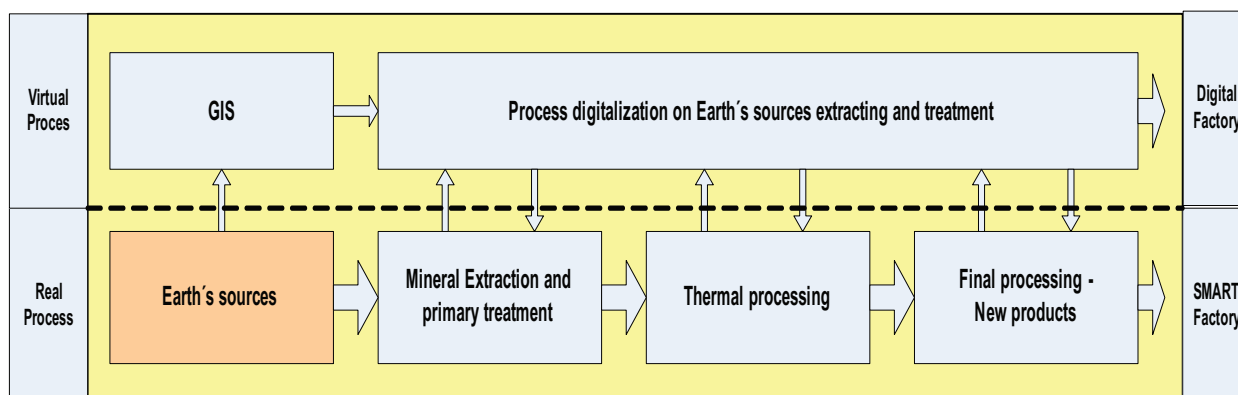 Virtual
Proces
GIS
Process digitalization on Earth´s sources extracting and treatment
Digital
Factory
Real
Process
Earth´s sources
Mineral Extraction and
primary treatment
Thermal processing
Final processing -
New products
SMART
Factory